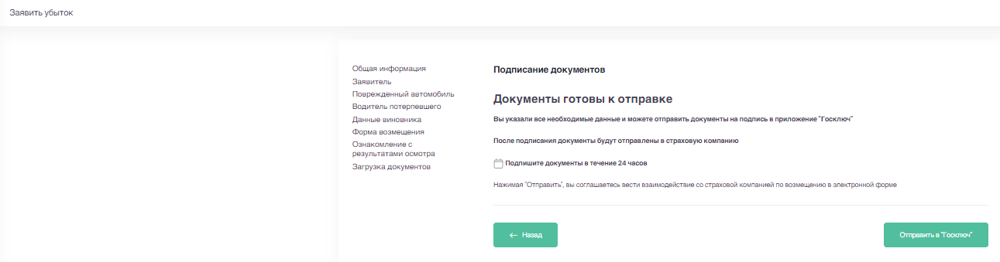 Заявить убыток
Общая информация
Заявитель
Поврежденный автомобиль
Водитель потерпевшего
Данные виновника
Форма возмещения
Ознакомление с
результатами осмотра
Загрузка документов
Подписание документов
Документы готовы к отправке
Вы указали все необходимые данные и можете отправить документы на подпись в приложение "Госключ"
После подписания документы будут отправлены в страховую компанию
Подпишите документы в течение 24 часов
Нажимая "Отправить", вы соглашаетесь вести взаимодействие со страховой компанией по возмещению в электронной форме
← Назад
Отправить в "Госключ"